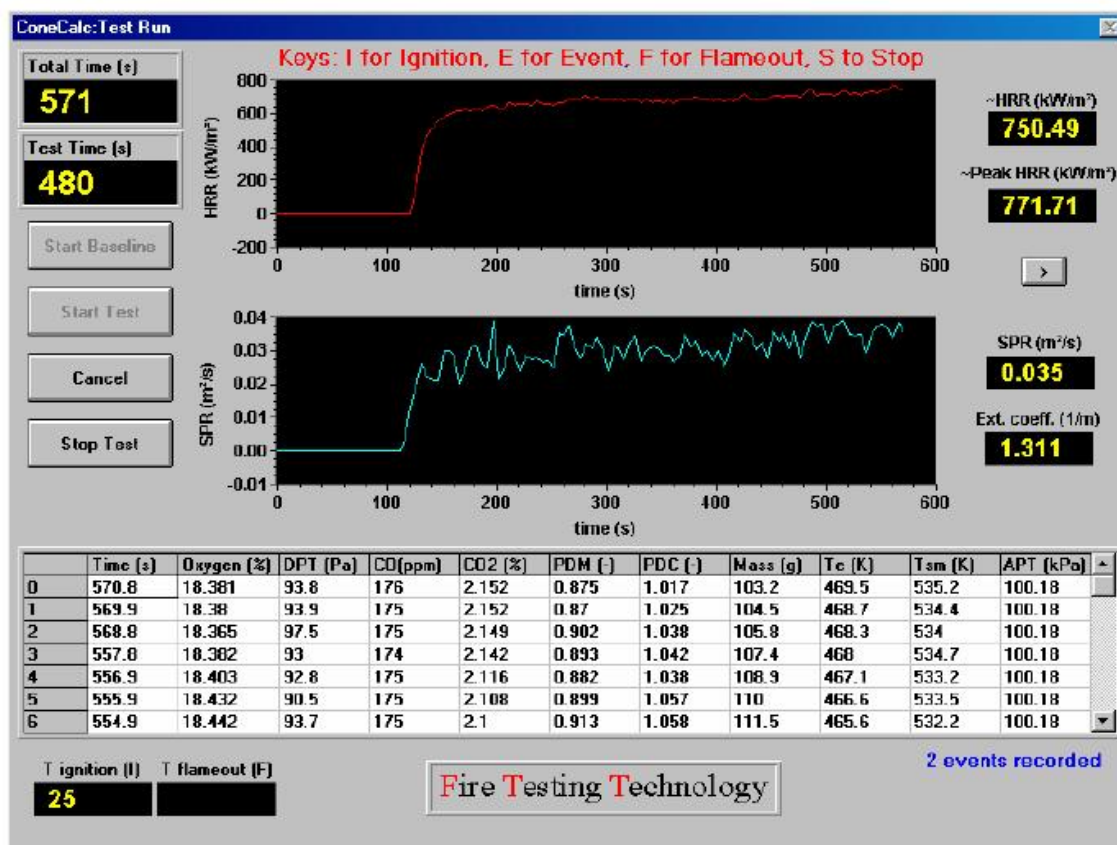 ConeCalc:Test Run
Keys: I for Ignition, E for Event, F for Flameout, S to Stop
Total Time (s)
571
Test Time (s)
480
Start Baseline
Start Test
Cancel
Stop Test
HRR (kW/m²)
800
600
400
200
0
-200
0 100 200 300 400 500 600
time (s)
~HRR (kW/m²)
750.49
~Peak HRR (kW/m²)
771.71
>
SPR (m²/s)
0.04
0.03
0.02
0.01
0.00
-0.01
0 100 200 300 400 500 600
time (s)
SPR (m²/s)
0.035
Ext. coeff. (1/m)
1.311
Time (s) Oxygen (%) DPT (Pa) CO(ppm) CO2 (%) PDM (-) PDC (-) Mass (g) Tc (K) Tsm (K) APT (kPa)
0 570.8 18.381 93.8 176 2.152 0.875 1.017 103.2 469.5 535.2 100.18
1 569.9 18.38 93.9 175 2.152 0.87 1.025 104.5 468.7 534.4 100.18
2 568.8 18.365 97.5 175 2.149 0.902 1.038 105.8 468.3 534 100.18
3 557.8 18.382 93 174 2.142 0.893 1.042 107.4 468 534.7 100.18
4 556.9 18.403 92.8 175 2.116 0.882 1.038 108.9 467.1 533.2 100.18
5 555.9 18.432 90.5 175 2.108 0.899 1.057 110 466.6 533.5 100.18
6 554.9 18.442 93.7 175 2.1 0.913 1.058 111.5 465.6 532.2 100.18
T ignition (I) T flameout (F)
25
Fire Testing Technology
2 events recorded